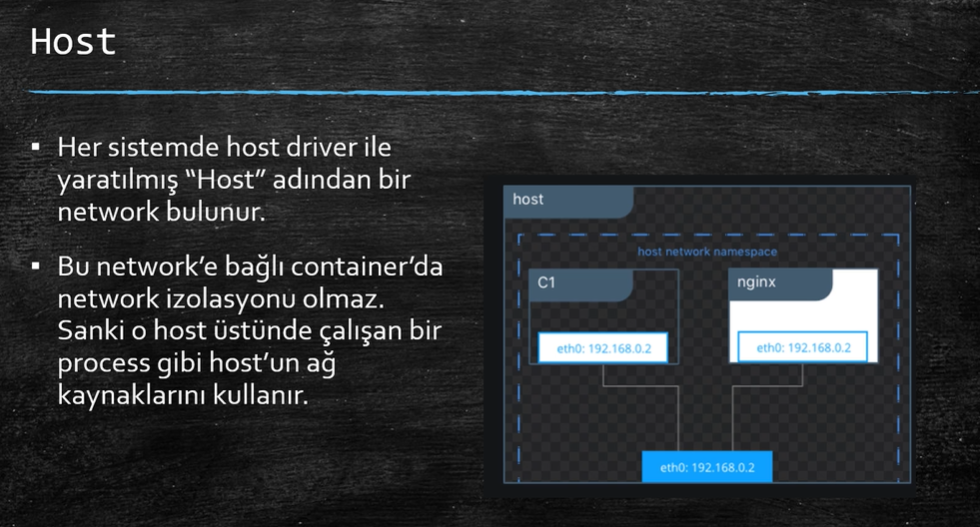 Host
▪ Her sistemde host driver ile
yaratılmış “Host” adından bir
network bulunur.
▪ Bu network’e bağlı container’da
network izolasyonu olmaz.
Sanki o host üstünde çalışan bir
process gibi host’un ağ
kaynaklarını kullanır.
host
host network namespace
C1
nginx
eth0: 192.168.0.2
eth0: 192.168.0.2
eth0: 192.168.0.2